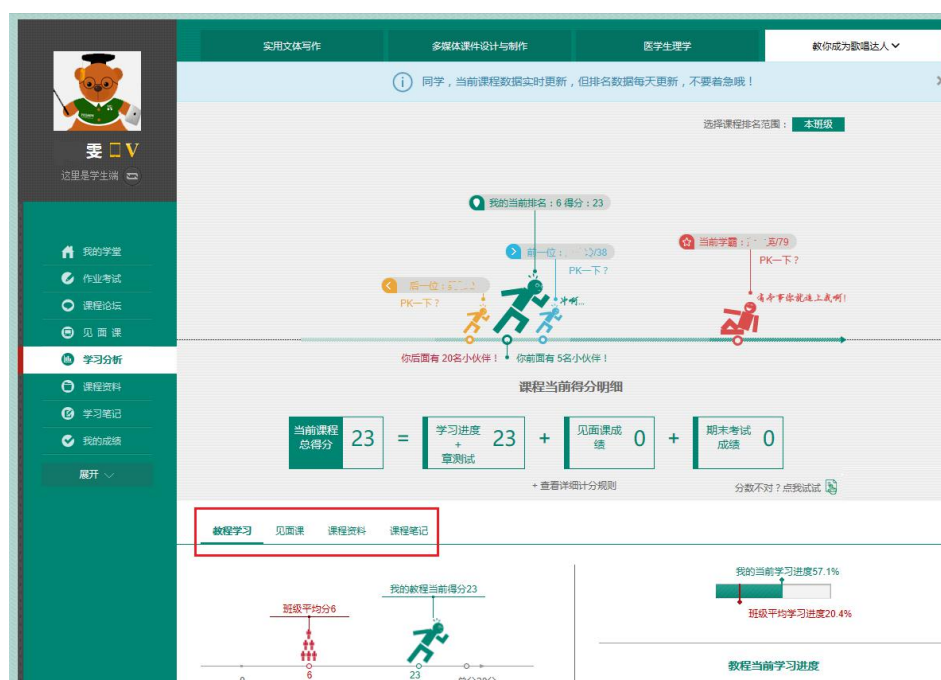 实用文体写作
多媒体课件设计与制作
医学生理学
教你成为歌唱达人
同学，当前课程数据实时更新，但排名数据每天更新，不要着急哦！
选择课程排名范围：
本班级
雯
V
这里是学生端
我的学堂
作业考试
课程论坛
见面课
学习分析
课程资料
学习笔记
我的成绩
展开
我的当前排名：6 得分：23
前一位：
/38
PK一下？
当前学霸：
/79
PK一下？
后一位：
PK一下？
冲啊...
有本事你就追上我啊！
你后面有 20名小伙伴！
你前面有 5名小伙伴！
课程当前得分明细
当前课程
总得分
23
=
学习进度
+
章测试
23
+
见面课成
绩
0
+
期末考试
成绩
0
+ 查看详细计分规则
分数不对？点我试试
教程学习
见面课
课程资料
课程笔记
我的教程当前得分23
班级平均分6
6
23
我的当前学习进度57.1%
班级平均学习进度20.4%
教程当前学习进度